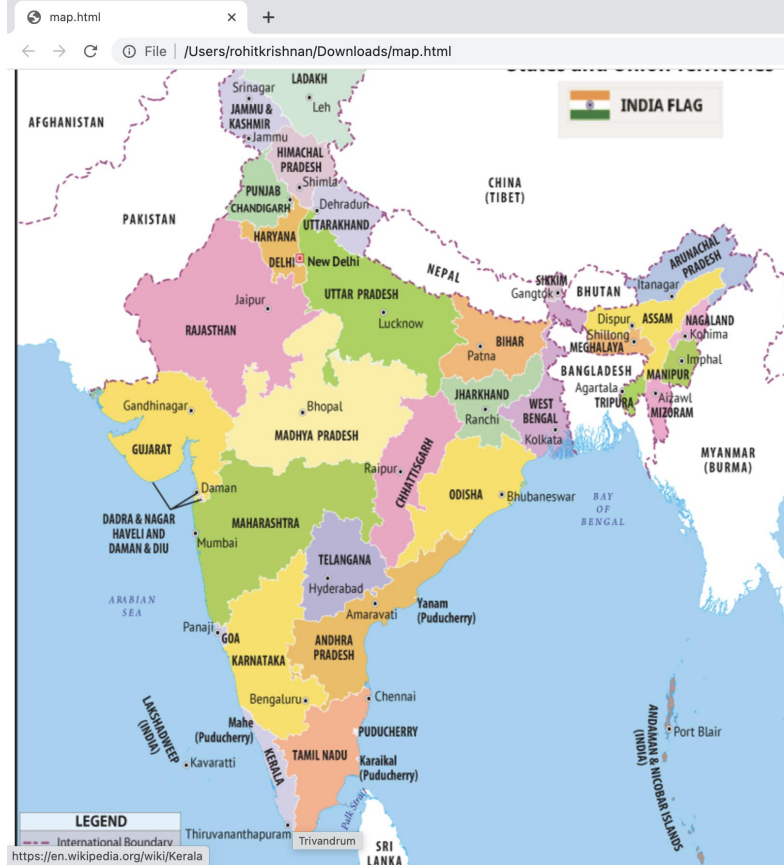 map.html
File
/Users/rohitkrishnan/Downloads/map.html
States and Union Territories
INDIA FLAG
LADAKH
Srinagar
Leh
JAMMU &
KASHMIR
Jammu
AFGHANISTAN
HIMACHAL
PRADESH
Shimla
PUNJAB
CHANDIGARH
Dehradun
UTTARAKHAND
CHINA
(TIBET)
PAKISTAN
HARYANA
DELHI
New Delhi
NEPAL
SIKKIM
Gangtok
BHUTAN
ARUNACHAL
PRADESH
Itanagar
Jaipur
RAJASTHAN
UTTAR PRADESH
Lucknow
BIHAR
Patna
Dispur
ASSAM
NAGALAND
Shillong
MEGHALAYA
Kohima
Imphal
MANIPUR
BANGLADESH
Agartala
TRIPURA
Aizawl
MIZORAM
Gandhinagar
GUJARAT
Bhopal
MADHYA PRADESH
JHARKHAND
Ranchi
WEST
BENGAL
Kolkata
MYANMAR
(BURMA)
Raipur
CHHATTISGARH
Daman
DADRA & NAGAR
HAVELI AND
DAMAN & DIU
ODISHA
Bhubaneswar
BAY
OF
BENGAL
MAHARASHTRA
Mumbai
TELANGANA
Hyderabad
ARABIAN
SEA
Yanam
(Puducherry)
Amaravati
Panaji
GOA
ANDHRA
PRADESH
KARNATAKA
Bengaluru
Chennai
LAKSHADWEEP
(INDIA)
Kavaratti
Mahe
(Puducherry)
PUDUCHERRY
KERALA
TAMIL NADU
Karaikal
(Puducherry)
ANDAMAN & NICOBAR ISLANDS
(INDIA)
Port Blair
Palk Strait
LEGEND
International Boundary
Thiruvananthapuram
Trivandrum
SRI
LANKA
https://en.wikipedia.org/wiki/Kerala